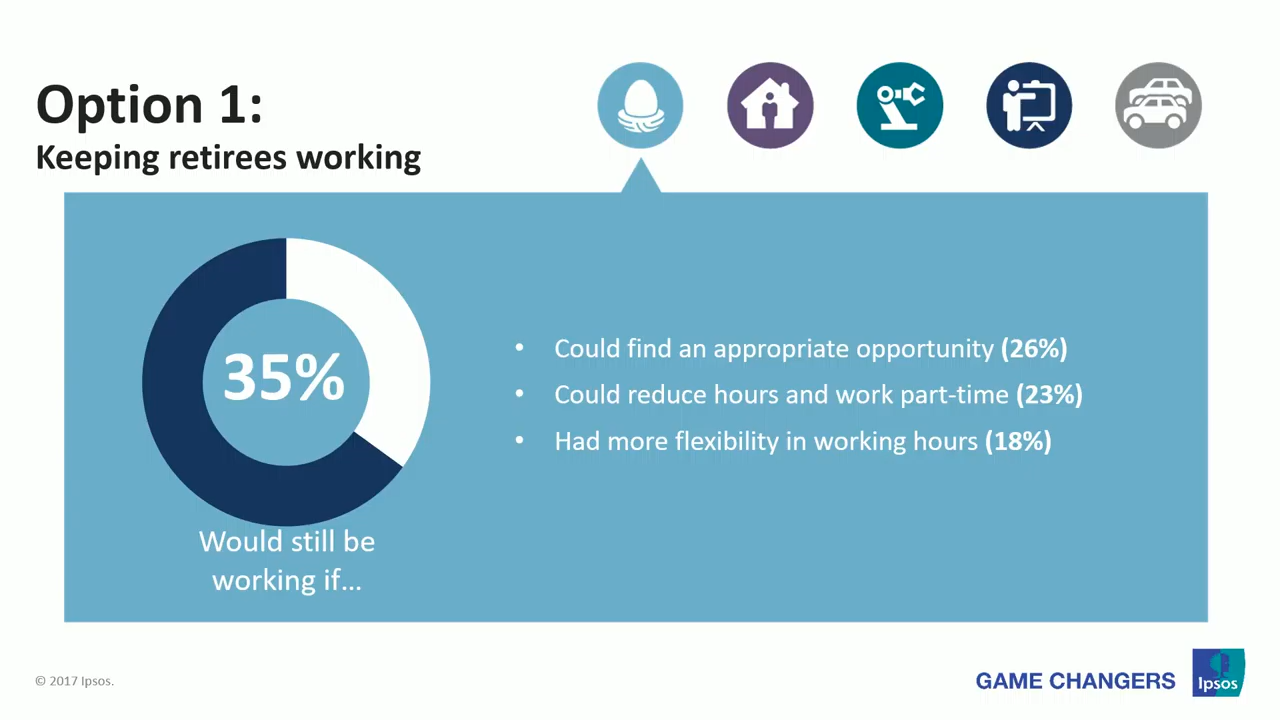 Option 1:
Keeping retirees working
35%
Would still be
working if...
• Could find an appropriate opportunity (26%)
• Could reduce hours and work part-time (23%)
• Had more flexibility in working hours (18%)
© 2017 Ipsos.
GAME CHANGERS
Ipsos